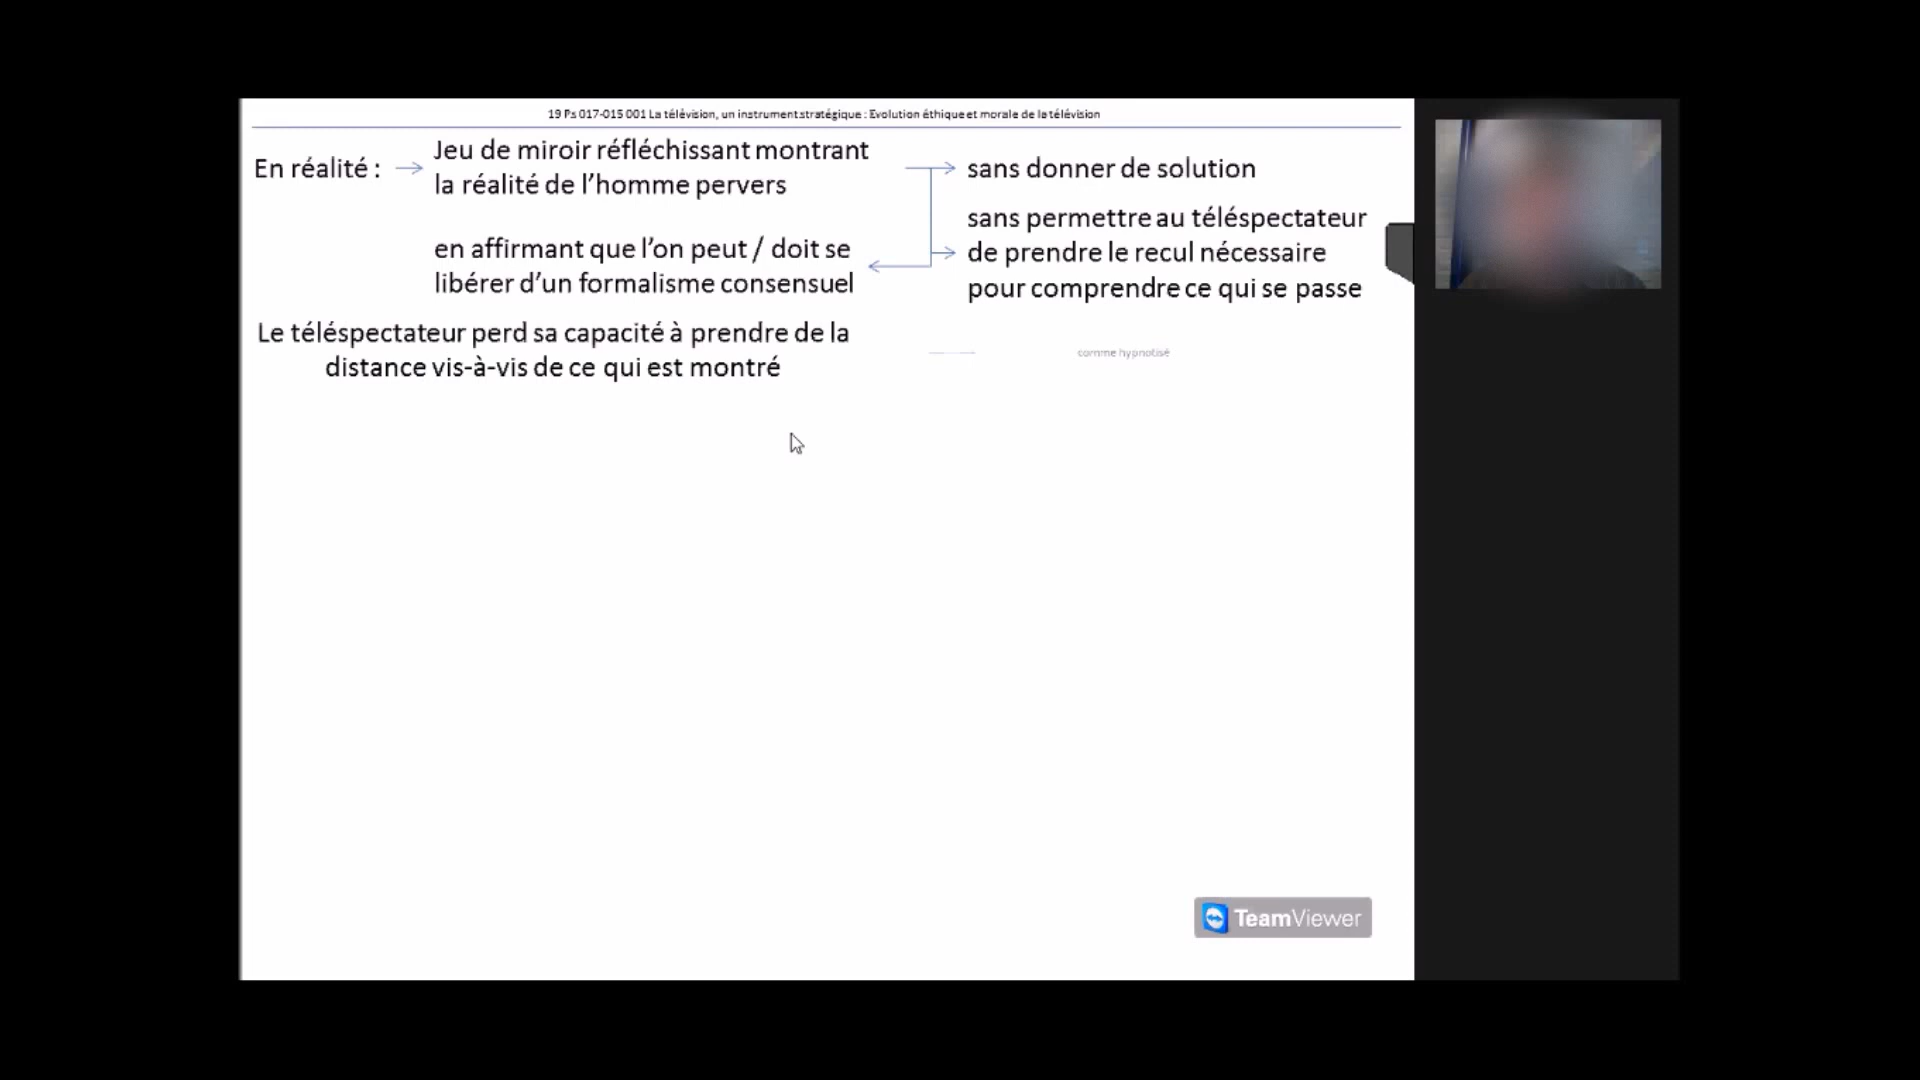 19 Ps 017-015 001 La télévision, un instrument stratégique : Evolution éthique et morale de la télévision
En réalité :
Jeu de miroir réfléchissant montrant
la réalité de l'homme pervers
sans donner de solution
sans permettre au téléspectateur
de prendre le recul nécessaire
pour comprendre ce qui se passe
en affirmant que l'on peut / doit se
libérer d'un formalisme consensuel
Le téléspectateur perd sa capacité à prendre de la
distance vis-à-vis de ce qui est montré
comme hypnotisé
TeamViewer